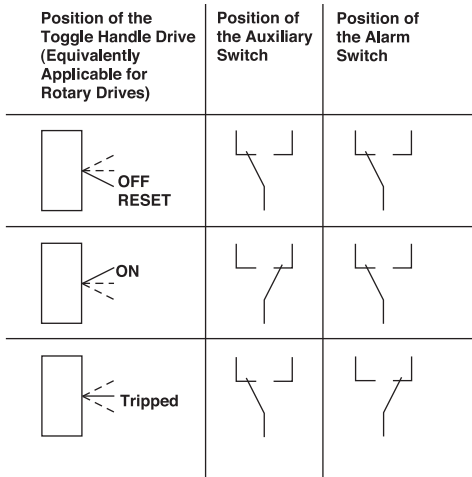 Position of the
Toggle Handle Drive
(Equivalently
Applicable for
Rotary Drives)
Position of
the Auxiliary
Switch
Position of
the Alarm
Switch
OFF
RESET
ON
Tripped